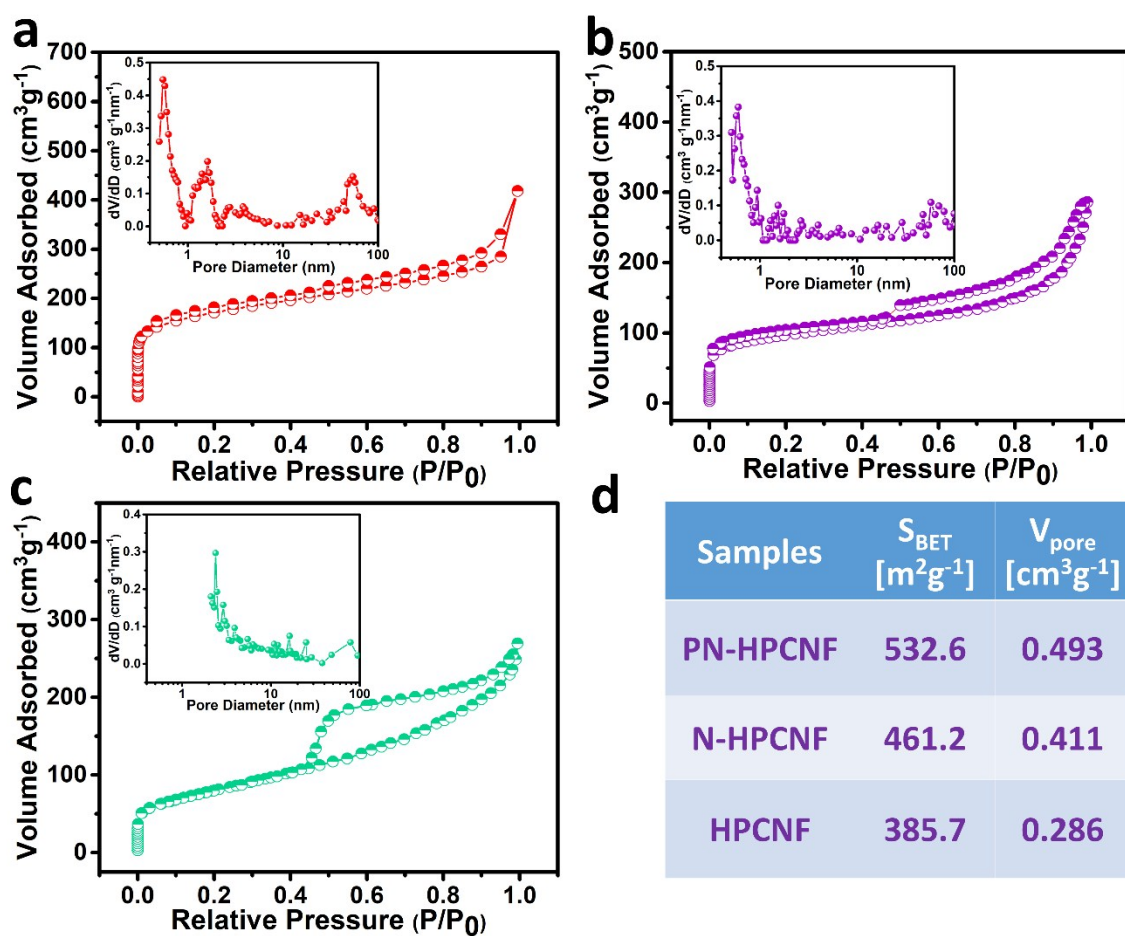 a
700
600
500
400
300
200
100
0
Volume Adsorbed (cm³g⁻¹)
0.0 0.2 0.4 0.6 0.8 1.0
Relative Pressure (P/P₀)
0.5
0.4
0.3
0.2
0.1
0.0
dV/dD (cm³ g⁻¹nm⁻¹)
1 10 100
Pore Diameter (nm)
b
500
400
300
200
100
0
Volume Adsorbed (cm³g⁻¹)
0.0 0.2 0.4 0.6 0.8 1.0
Relative Pressure (P/P₀)
0.5
0.4
0.3
0.2
0.1
0.0
dV/dD (cm³ g⁻¹nm⁻¹)
1 10 100
Pore Diameter (nm)
c
400
300
200
100
0
Volume Adsorbed (cm³g⁻¹)
0.0 0.2 0.4 0.6 0.8 1.0
Relative Pressure (P/P₀)
0.4
0.3
0.2
0.1
0.0
dV/dD (cm³ g⁻¹nm⁻¹)
1 10 100
Pore Diameter (nm)
d
Samples S_BET [m²g⁻¹] V_pore [cm³g⁻¹]
PN-HPCNF 532.6 0.493
N-HPCNF 461.2 0.411
HPCNF 385.7 0.286